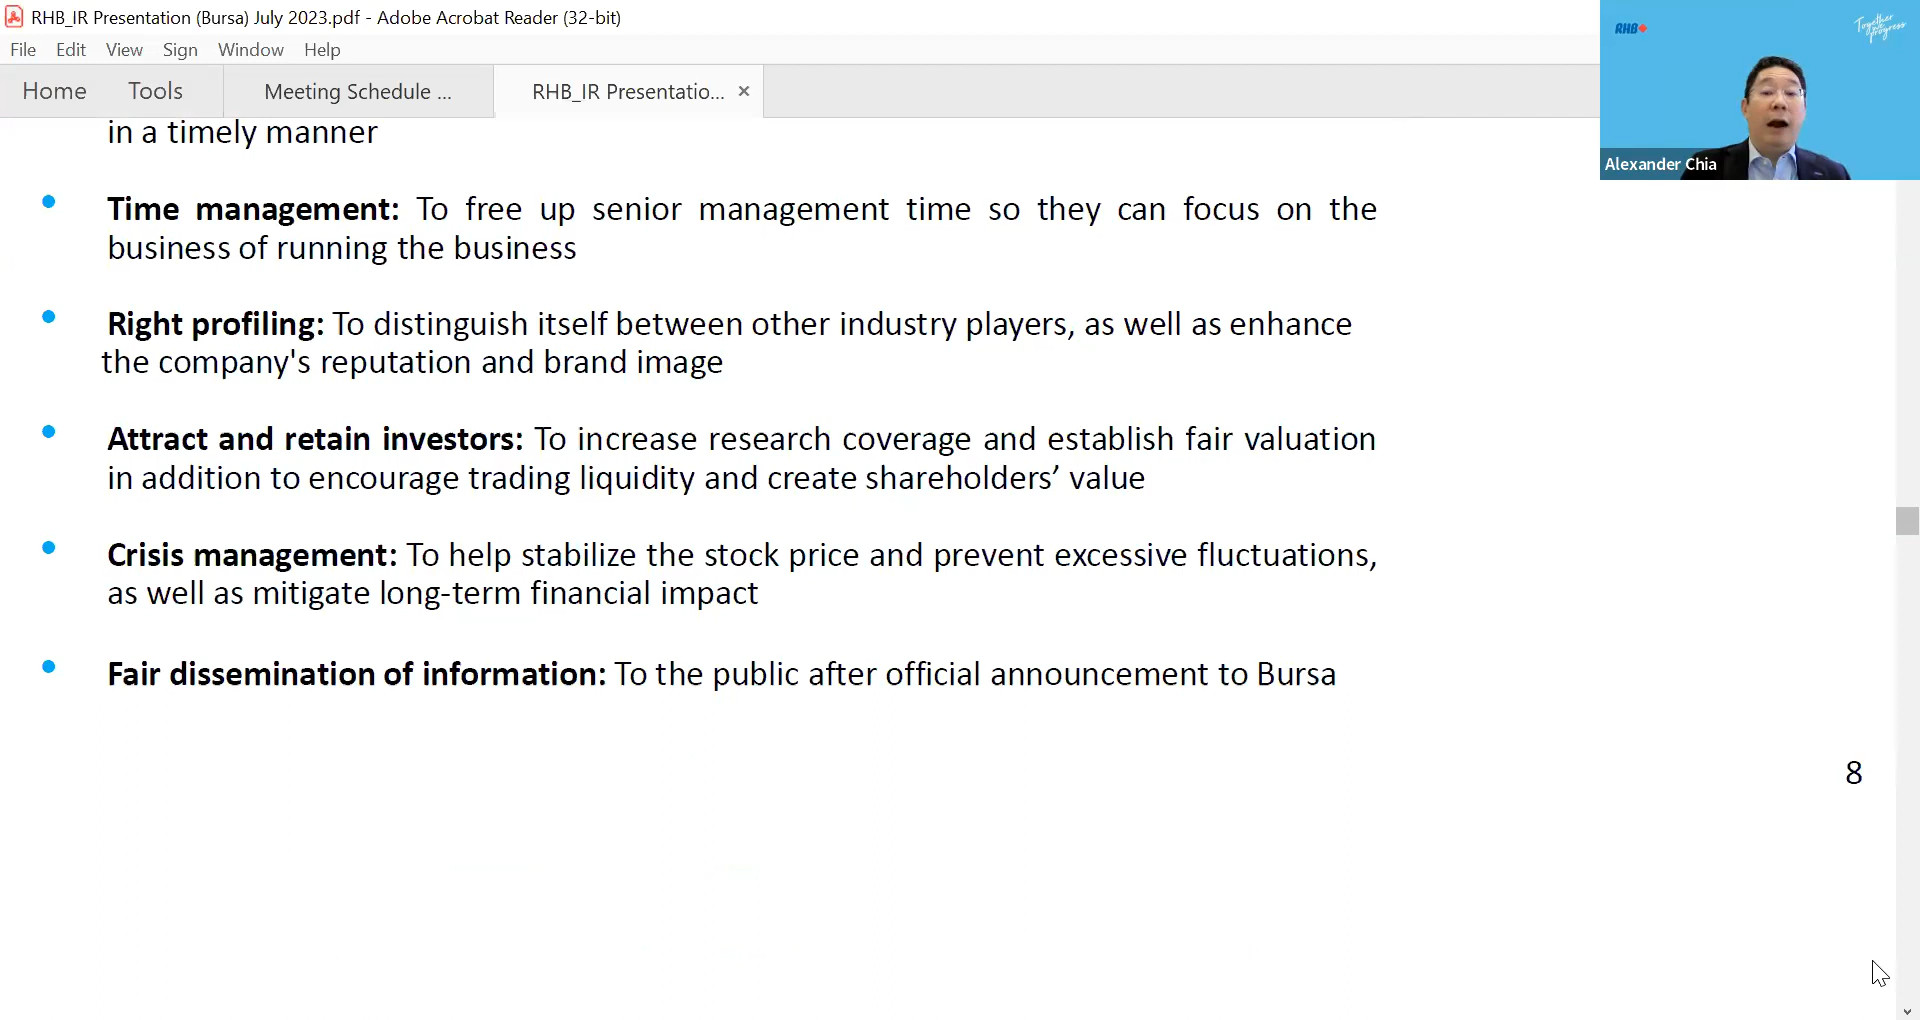 RHB_IR Presentation (Bursa) July 2023.pdf - Adobe Acrobat Reader (32-bit)
File Edit View Sign Window Help
Home Tools Meeting Schedule ... RHB_IR Presentatio... ×
RHB
Together we progress
Alexander Chia
in a timely manner
• Time management: To free up senior management time so they can focus on the
business of running the business
• Right profiling: To distinguish itself between other industry players, as well as enhance
the company's reputation and brand image
• Attract and retain investors: To increase research coverage and establish fair valuation
in addition to encourage trading liquidity and create shareholders’ value
• Crisis management: To help stabilize the stock price and prevent excessive fluctuations,
as well as mitigate long-term financial impact
• Fair dissemination of information: To the public after official announcement to Bursa
8